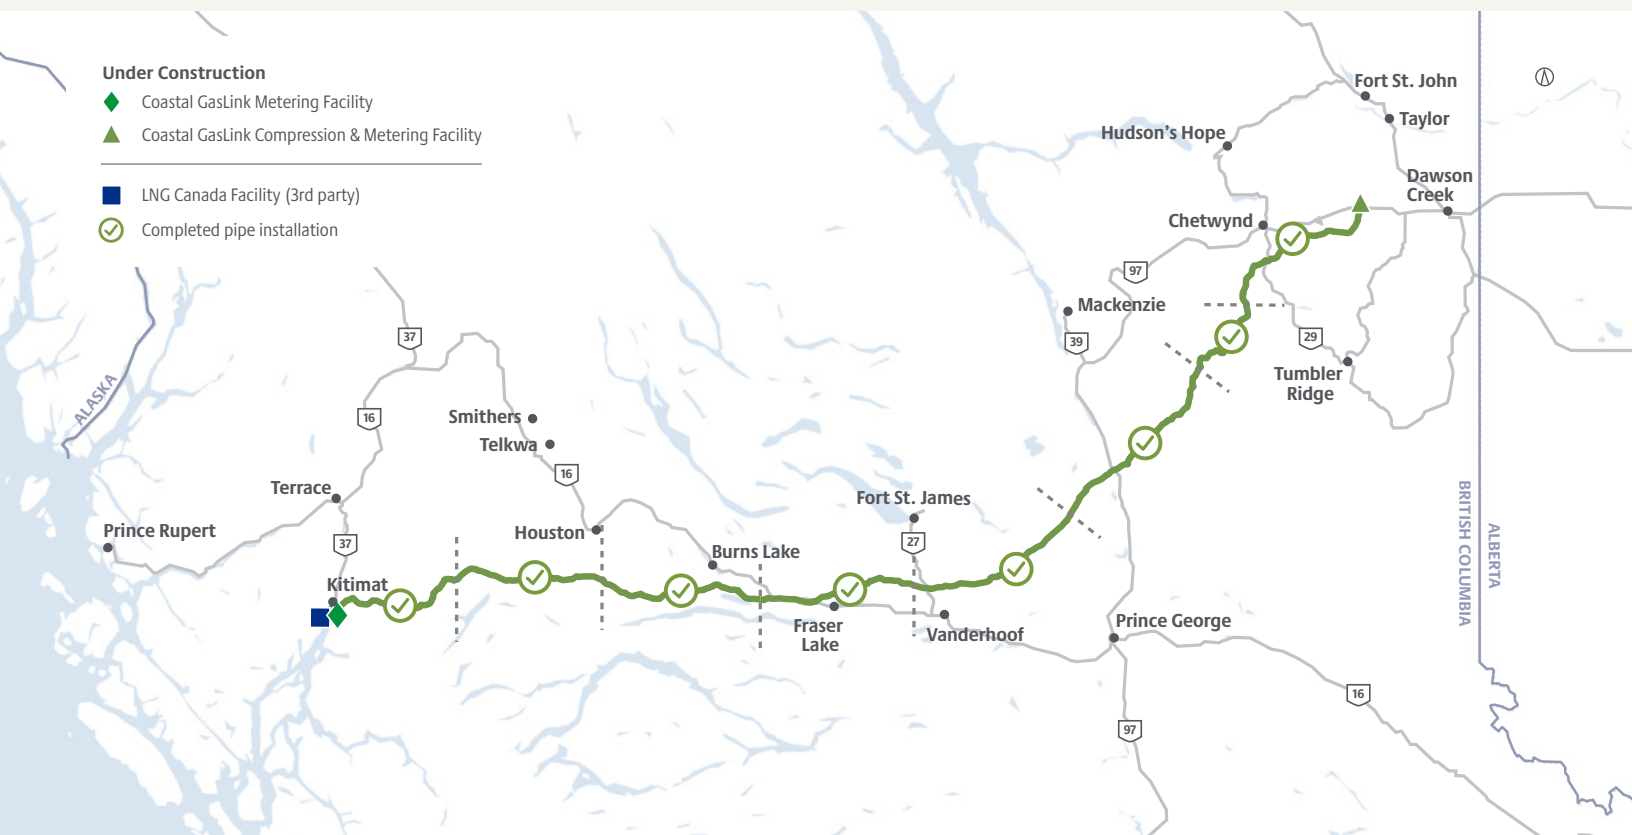 Under Construction
Coastal GasLink Metering Facility
Coastal GasLink Compression & Metering Facility
LNG Canada Facility (3rd party)
Completed pipe installation
Fort St. John
Taylor
Hudson's Hope
Dawson
Creek
Chetwynd
97
Mackenzie
39
29
Tumbler
Ridge
37
ALASKA
16
Smithers
Telkwa
16
Terrace
Prince Rupert
37
Kitimat
Houston
Burns Lake
Fort St. James
27
Fraser
Lake
Vanderhoof
Prince George
16
97
BRITISH COLUMBIA
ALBERTA